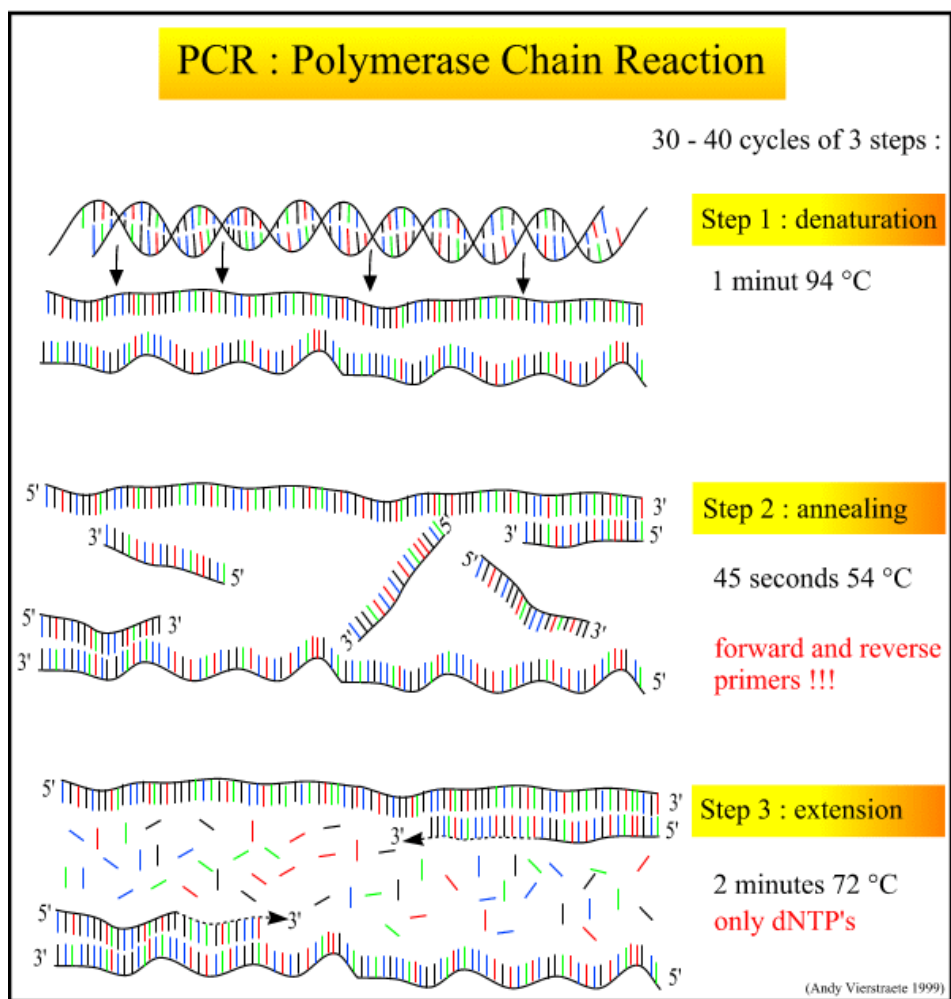 PCR : Polymerase Chain Reaction
30 - 40 cycles of 3 steps :
Step 1 : denaturation
1 minut 94 °C
5'
3'
Step 2 : annealing
3'
5'
3'
5'
5'
45 seconds 54 °C
5'
3'
3'
3'
forward and reverse
primers !!!
3'
5'
5'
3'
Step 3 : extension
3'
5'
2 minutes 72 °C
5'
3'
only dNTP's
3'
5'
(Andy Vierstraete 1999)